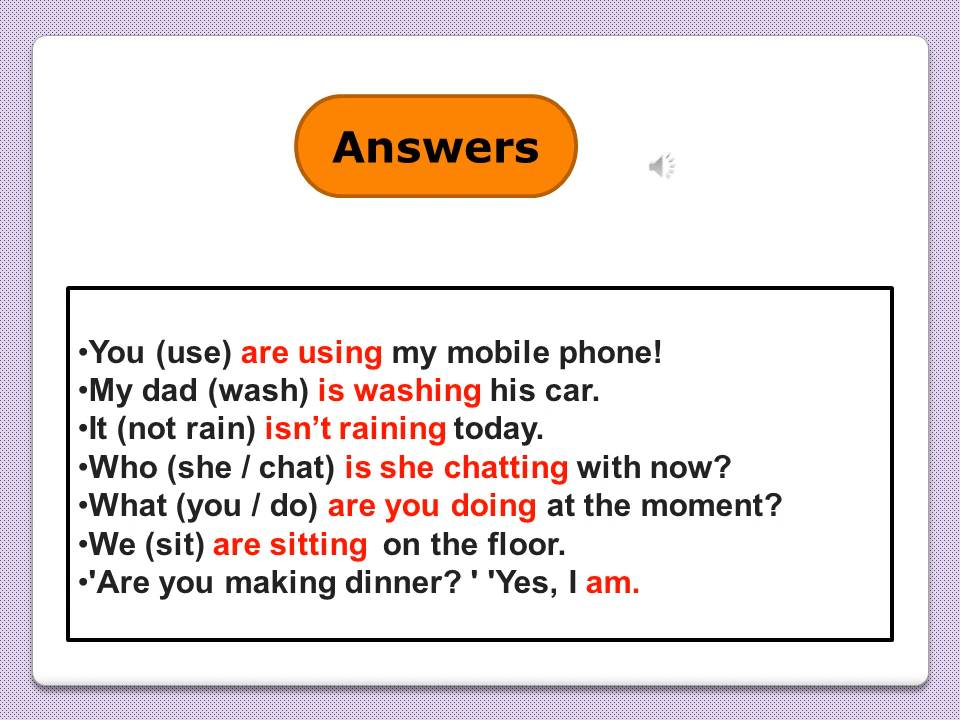 Answers
•You (use) are using my mobile phone!
•My dad (wash) is washing his car.
•It (not rain) isn’t raining today.
•Who (she / chat) is she chatting with now?
•What (you / do) are you doing at the moment?
•We (sit) are sitting  on the floor.
•'Are you making dinner? ' 'Yes, I am.